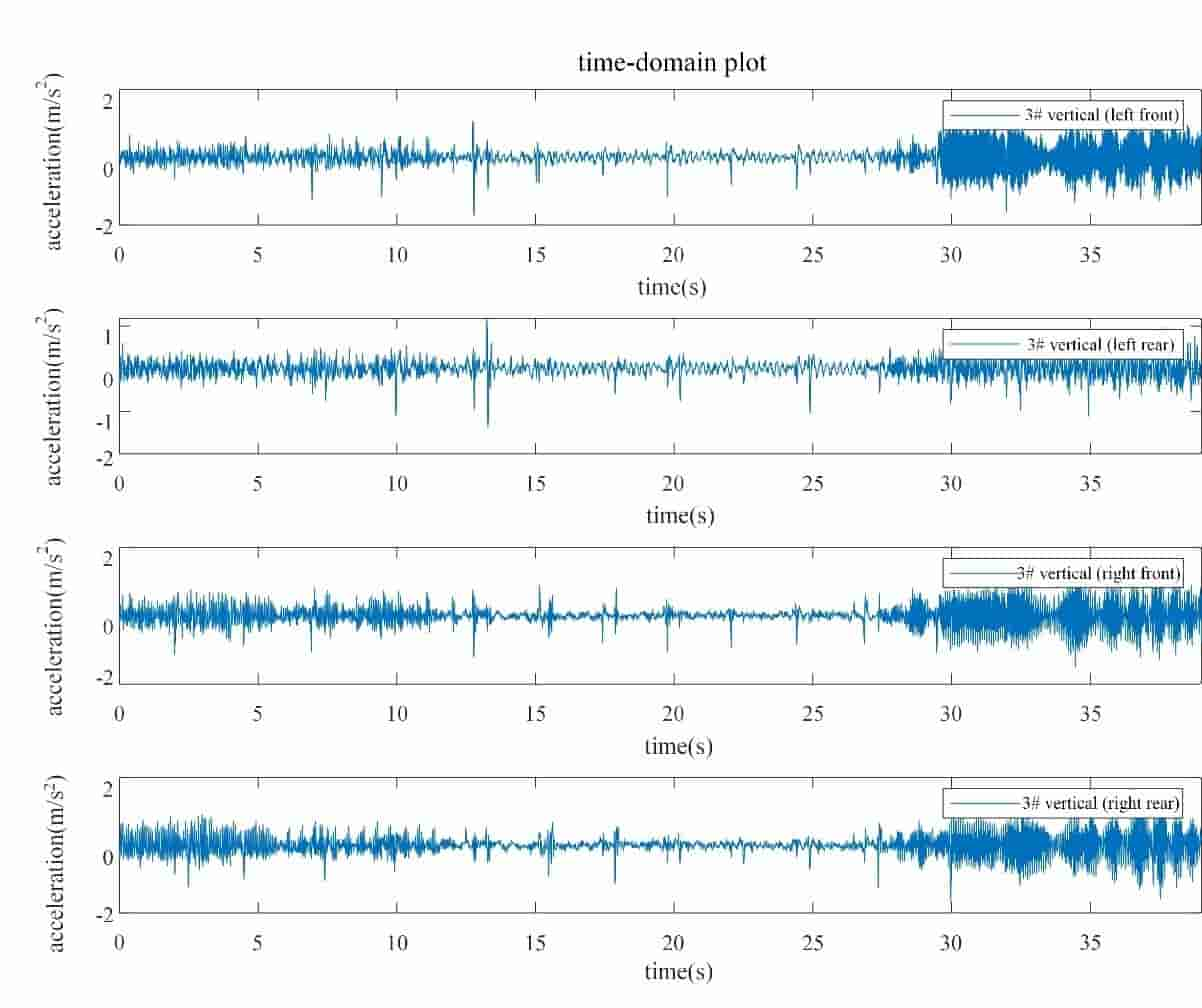 time-domain plot
acceleration(m/s²)
2
0
-2
3# vertical (left front)
0 5 10 15 20 25 30 35
time(s)
acceleration(m/s²)
1
0
-1
-2
3# vertical (left rear)
0 5 10 15 20 25 30 35
time(s)
acceleration(m/s²)
2
0
-2
3# vertical (right front)
0 5 10 15 20 25 30 35
time(s)
acceleration(m/s²)
2
0
-2
3# vertical (right rear)
0 5 10 15 20 25 30 35
time(s)